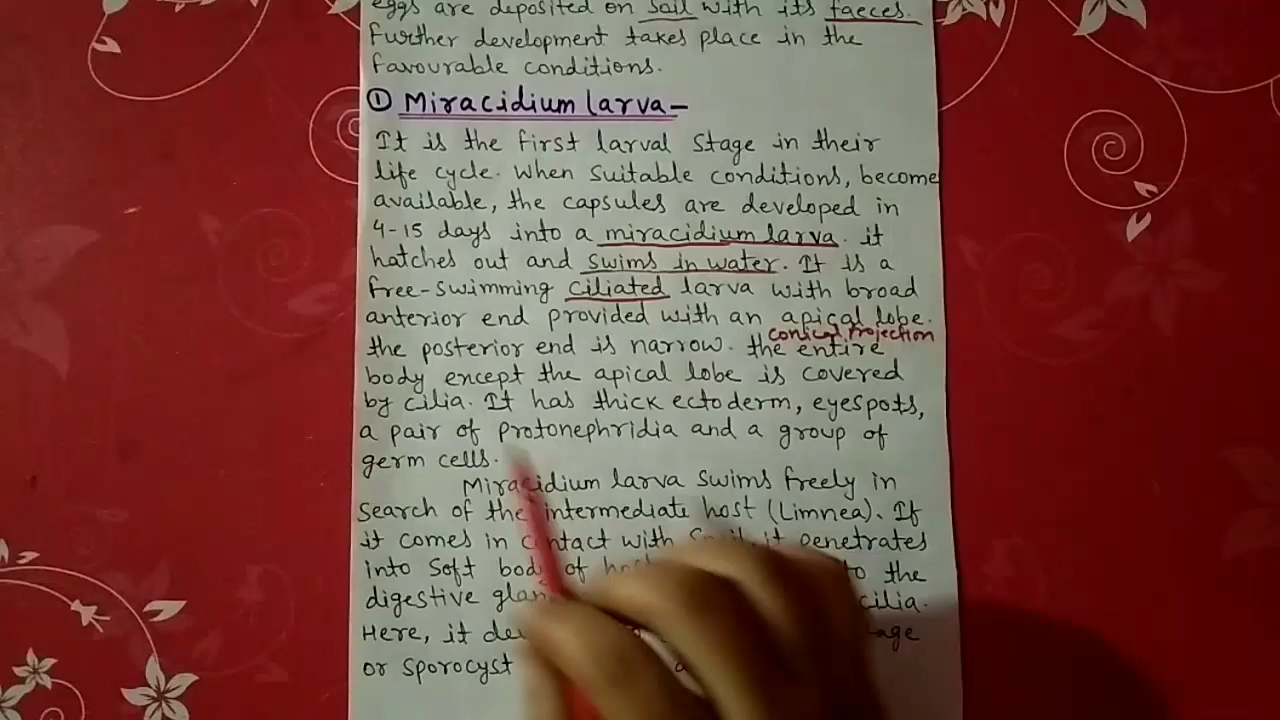 eggs are deposited on soil with its faeces.
Further development takes place in the
favourable conditions.
① Miracidium larva-
It is the first larval stage in their
life cycle. When suitable conditions, become
available, the capsules are developed in
4-15 days into a miracidium larva. it
hatches out and swims in water. It is a
free-swimming ciliated larva with broad
anterior end provided with an apical lobe.
conical projection
the posterior end is narrow. the entire
body except the apical lobe is covered
by cilia. It has thick ectoderm, eyespots,
a pair of protonephridia and a group of
germ cells.
Miracidium larva swims freely in
search of the intermediate host (Limnea). If
it comes in contact with it penetrates
into soft body of the
digestive cilia.
Here, it
or sporocyst